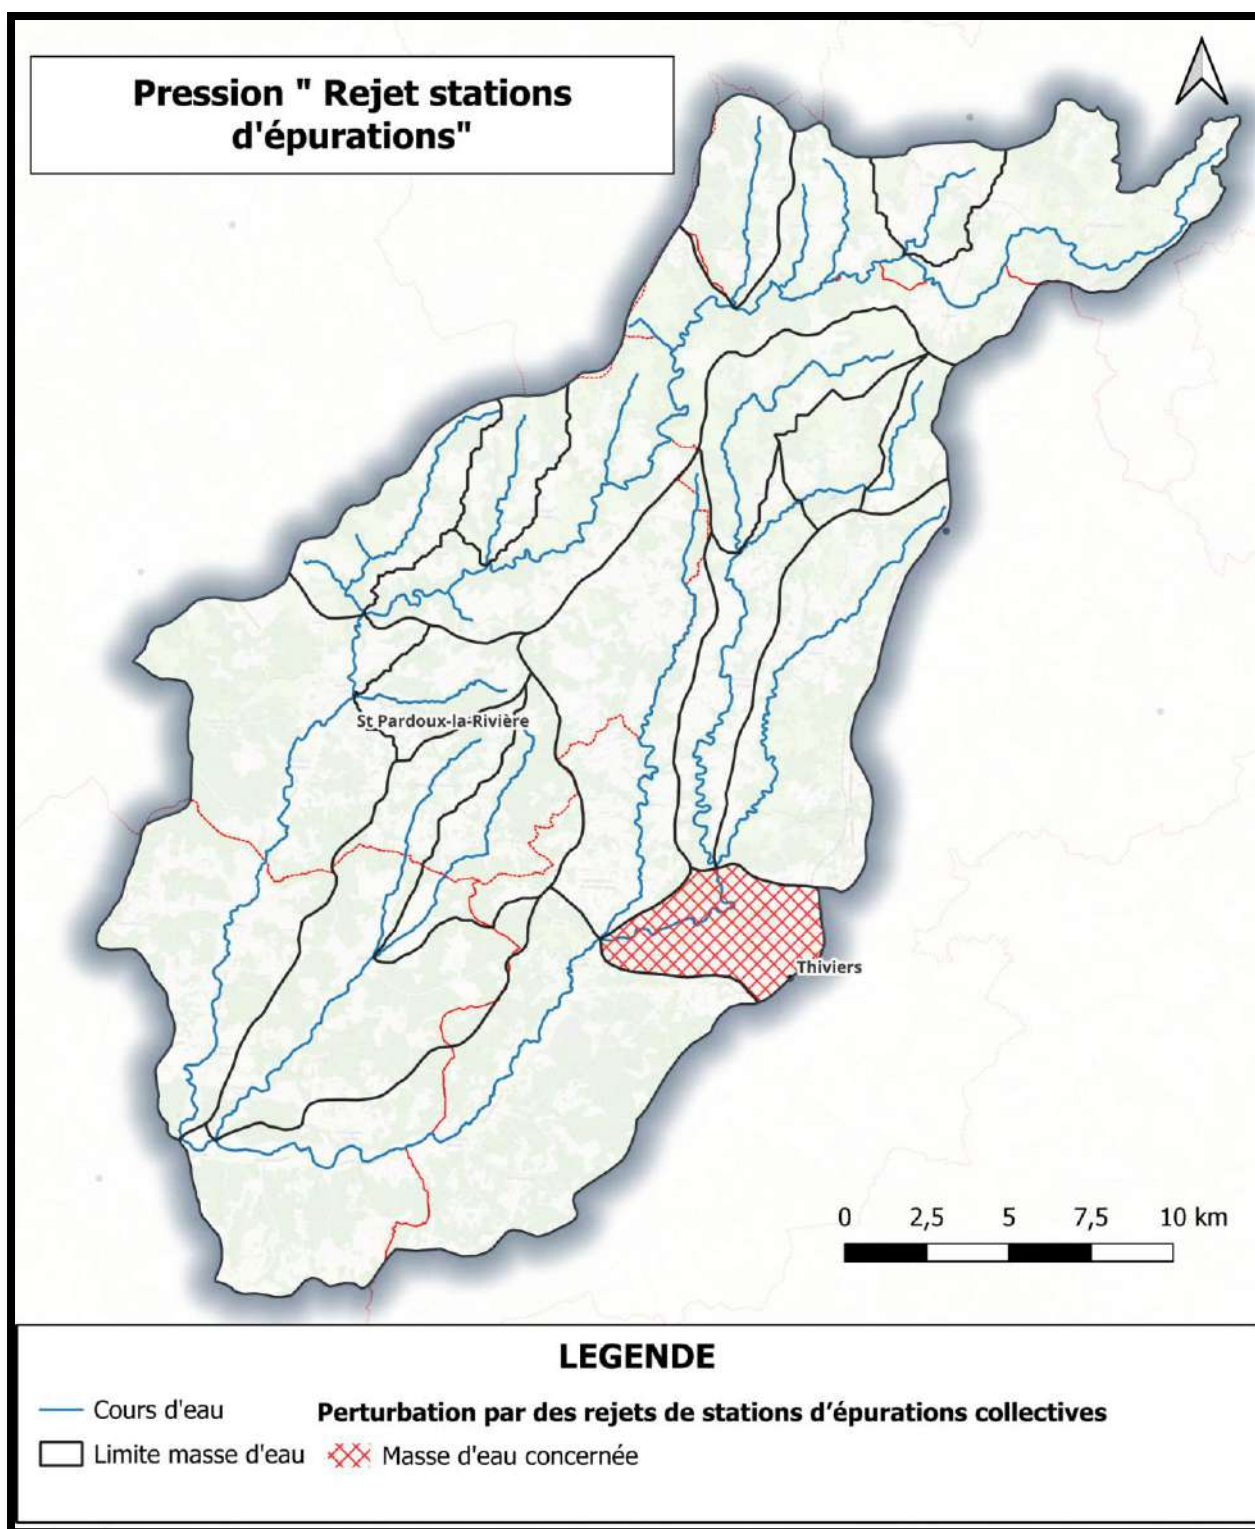 Pression " Rejet stations
d'épurations"
St Pardoux-la-Rivière
Thiviers
0 2,5 5 7,5 10 km
LEGENDE
Cours d'eau
Perturbation par des rejets de stations d’épurations collectives
Limite masse d'eau
Masse d'eau concernée